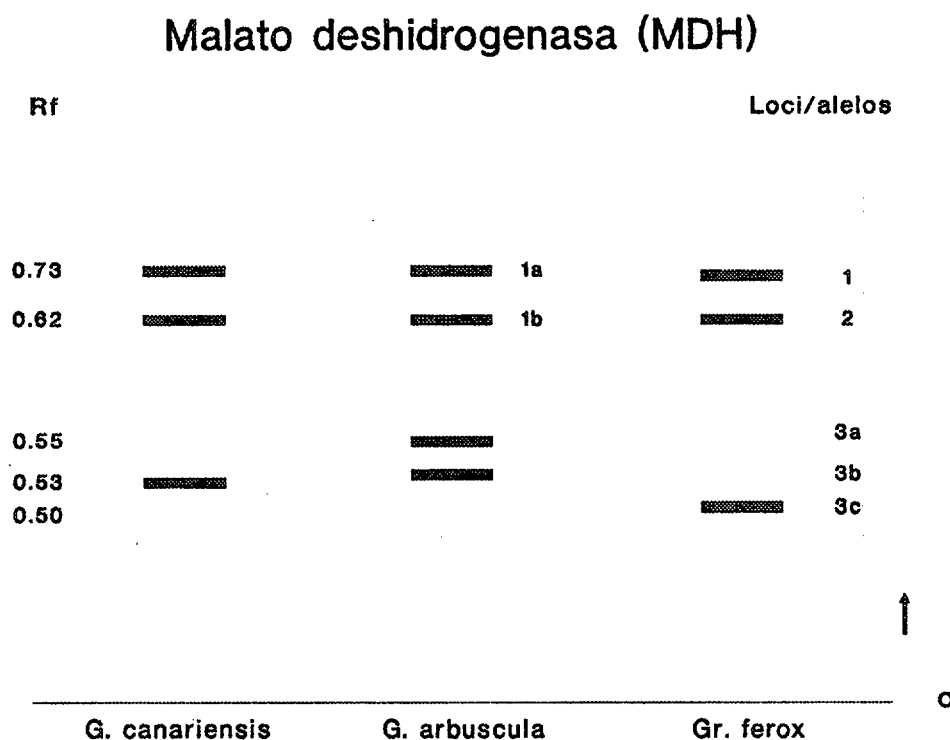 Malato deshidrogenasa (MDH)
Rf Loci/alelos
0.73 1a 1
0.62 1b 2
0.55 3a
0.53 3b
0.50 3c
G. canariensis G. arbuscula Gr. ferox